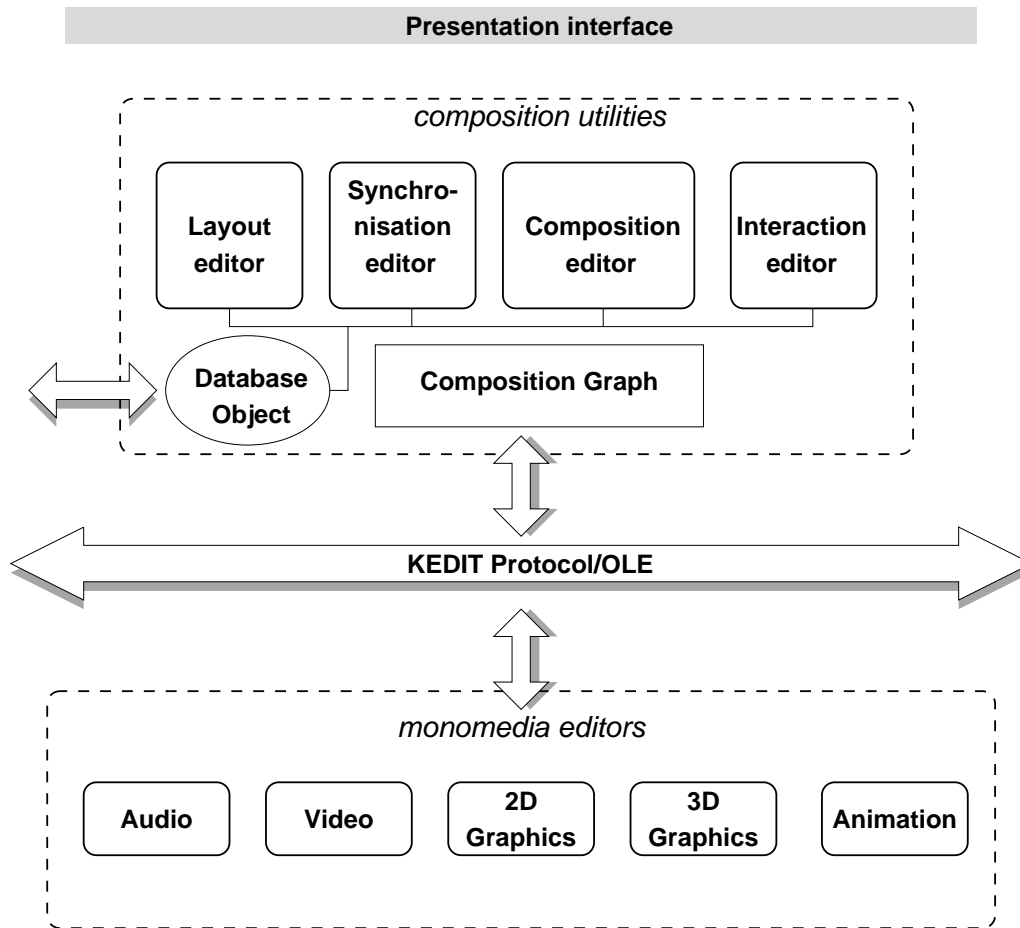 Presentation interface
composition utilities
Layout
editor
Synchro-
nisation
editor
Composition
editor
Interaction
editor
Database
Object
Composition Graph
KEDIT Protocol/OLE
monomedia editors
Audio
Video
2D
Graphics
3D
Graphics
Animation